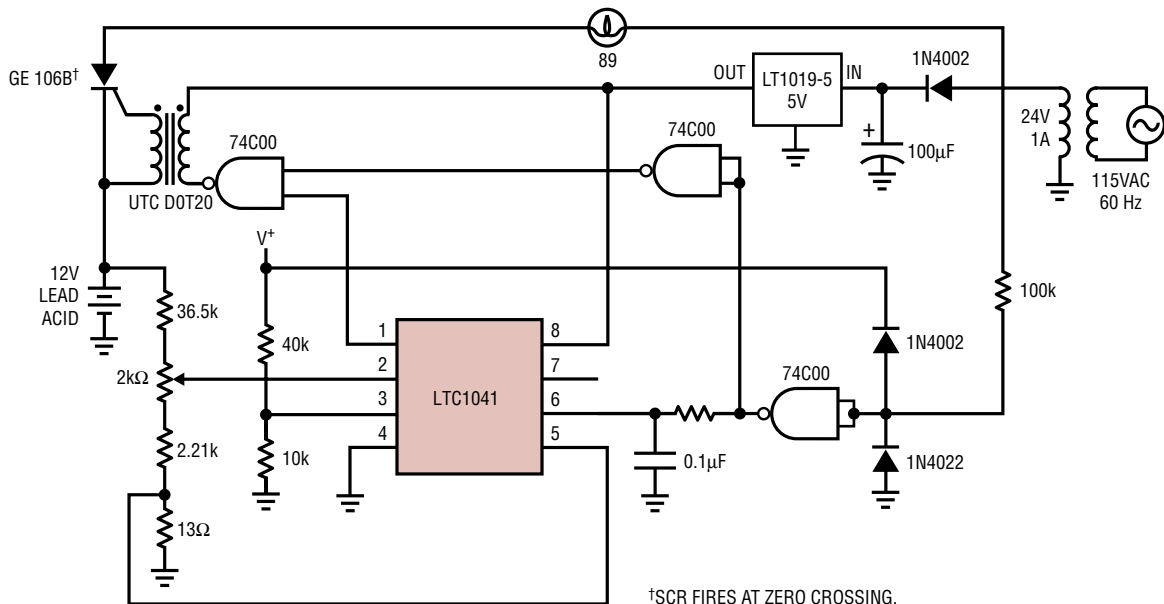 GE 106B†
89
OUT
LT1019-5
5V
IN
1N4002
24V
1A
115VAC
60 Hz
+
100µF
74C00
74C00
UTC D0T20
V+
12V
LEAD
ACID
36.5k
40k
2kΩ
2.21k
10k
13Ω
1
2
3
4
LTC1041
8
7
6
5
0.1µF
74C00
1N4002
1N4022
100k
†SCR FIRES AT ZERO CROSSING.